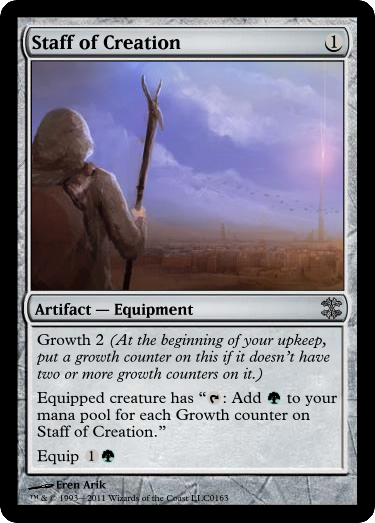 Staff of Creation 1
Artifact — Equipment
Growth 2 (At the beginning of your upkeep,
put a growth counter on this if it doesn't have
two or more growth counters on it.)
Equipped creature has “: Add to your
mana pool for each Growth counter on
Staff of Creation.”
Equip 1
Eren Arik
™ & © 1993–2011 Wizards of the Coast LLC0163